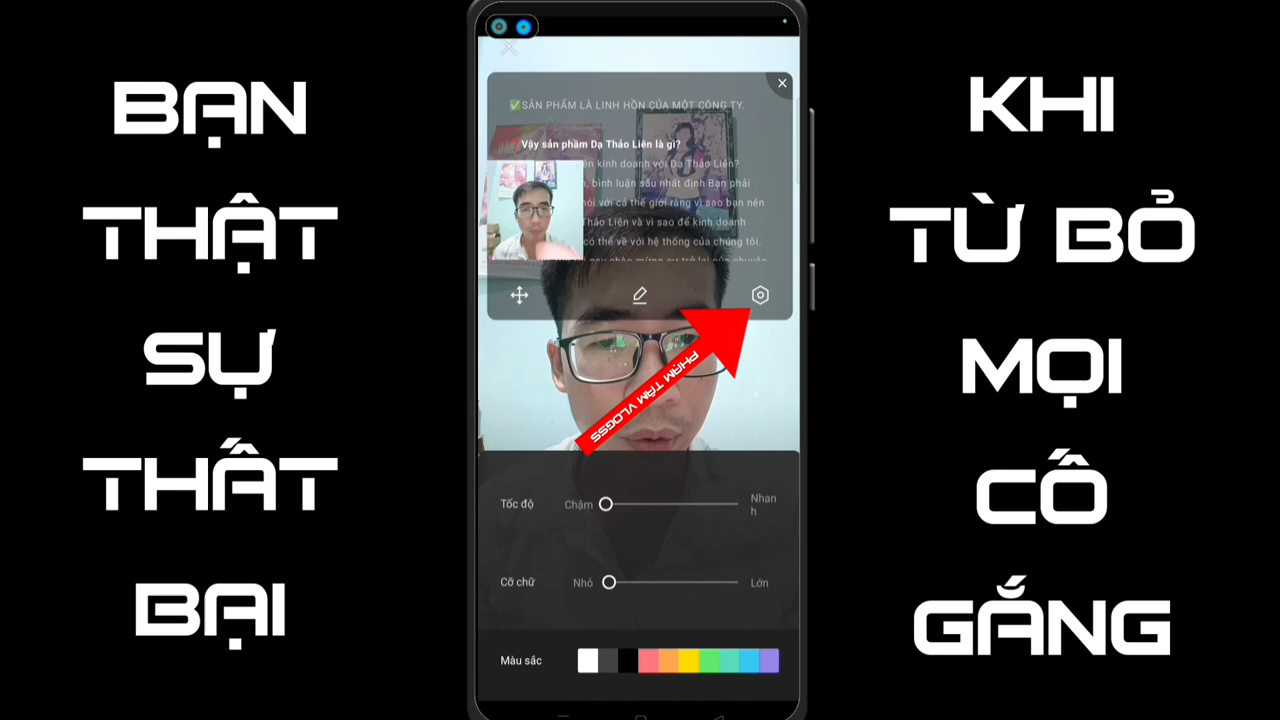 BẠN
THẬT
SỰ
THẤT
BẠI
✅SẢN PHẨM LÀ LINH HỒN CỦA MỘT CÔNG TY.
Vậy sản phầm Dạ Thảo Liên là gì?
kinh doanh với Dạ Thảo Liên?
bình luận sâu nhất định Bạn phải
với cả thế giới rằng vì sao bạn nên
Thảo Liên và vì sao để kinh doanh
có thể về với hệ thống của chúng tôi.
PHẠM TÂM VLOGSS
Tốc độ
Chậm
Nhan
h
Cỡ chữ
Nhỏ
Lớn
Màu sắc
KHI
TỪ BỎ
MỌI
CỐ
GẮNG